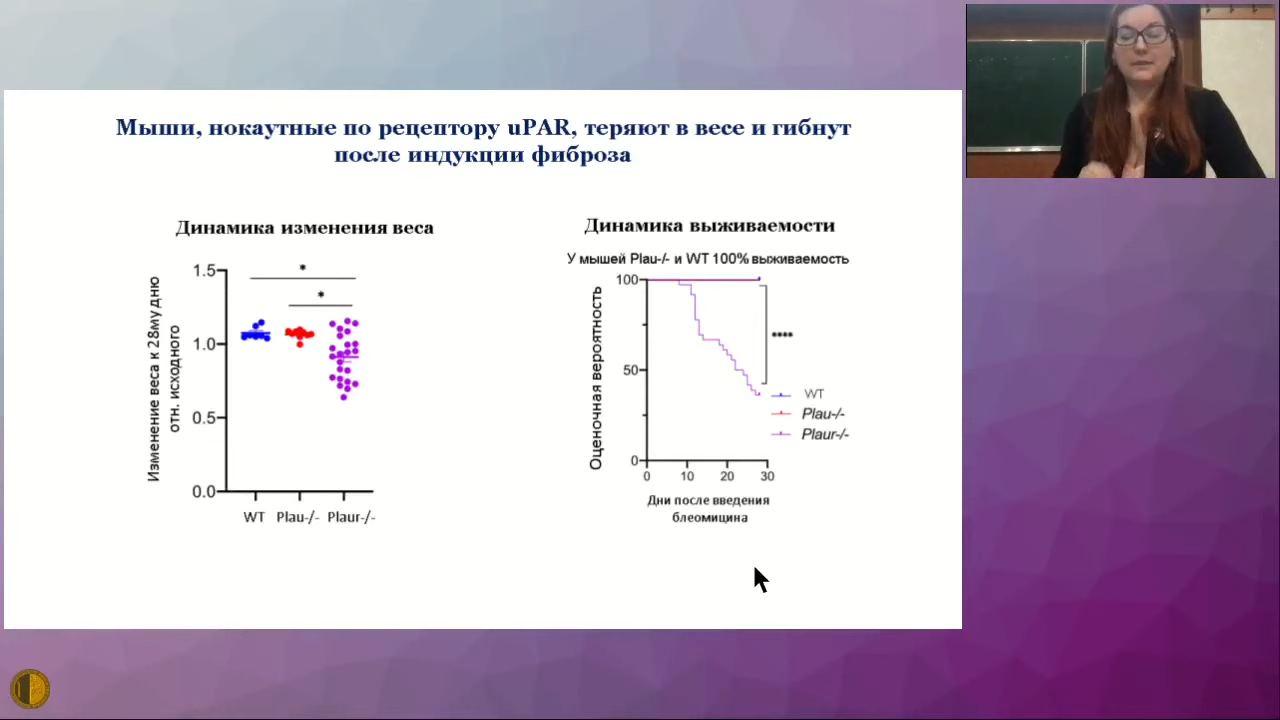 Мыши, нокаутные по рецептору uPAR, теряют в весе и гибнут
после индукции фиброза
Динамика изменения веса
Изменение веса к 28му дню
отн. исходного
1.5
1.0
0.5
0.0
*
*
WT Plau-/- Plaur-/-
Динамика выживаемости
У мышей Plau-/- и WT 100% выживаемость
Оценочная вероятность
100
50
0
****
WT
Plau-/-
Plaur-/-
0 10 20 30
Дни после введения
блеомицина